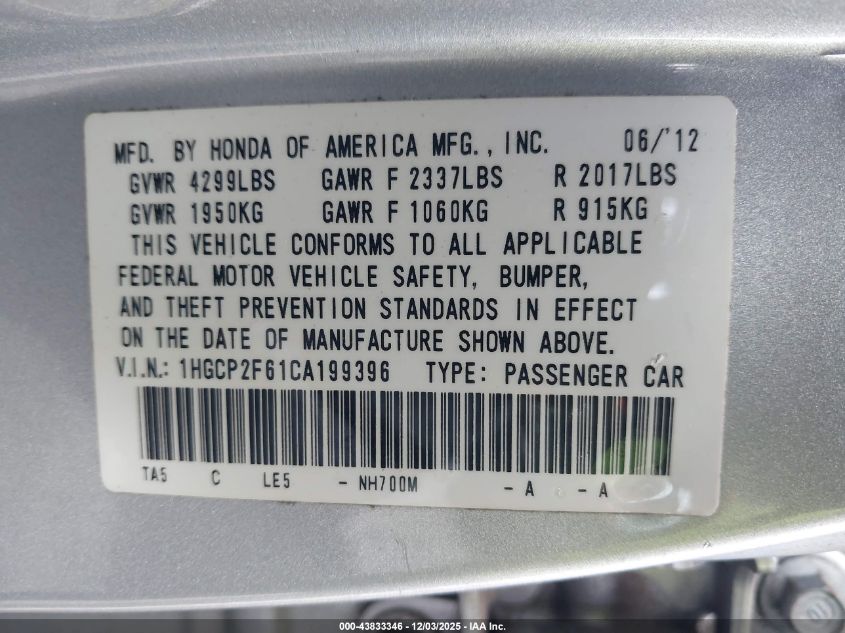 MFD. BY HONDA OF AMERICA MFG., INC. 06/'12
GVWR 4299LBS GAWR F 2337LBS R 2017LBS
GVWR 1950KG GAWR F 1060KG R 915KG
THIS VEHICLE CONFORMS TO ALL APPLICABLE
FEDERAL MOTOR VEHICLE SAFETY, BUMPER,
AND THEFT PREVENTION STANDARDS IN EFFECT
ON THE DATE OF MANUFACTURE SHOWN ABOVE.
V.I.N.: 1HGCP2F61CA199396 TYPE: PASSENGER CAR
TA5 C LE5 - NH700M - A - A
000-43833346 - 12/03/2025 - IAA Inc.